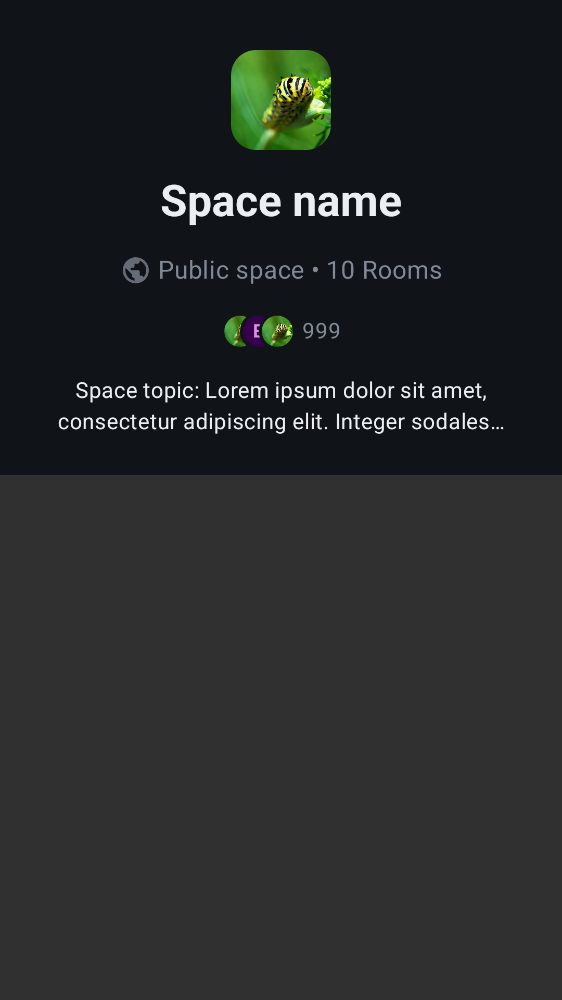 Space name
Public space • 10 Rooms
E 999
Space topic: Lorem ipsum dolor sit amet,
consectetur adipiscing elit. Integer sodales…